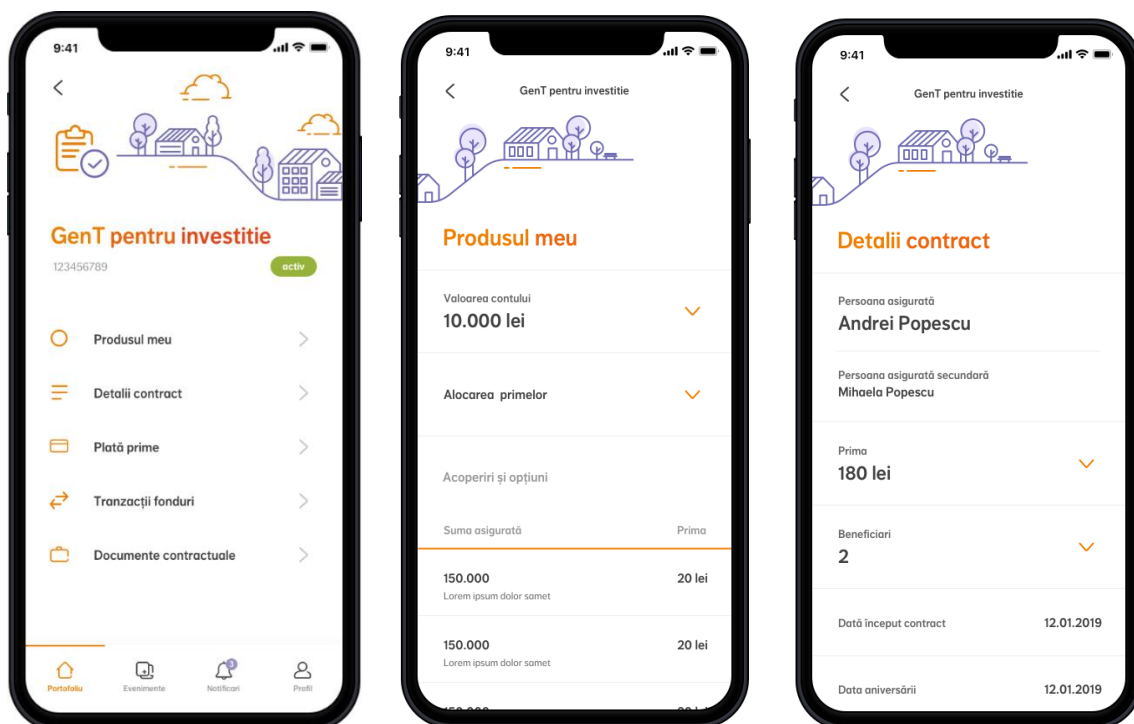 9:41
GenT pentru investitie
123456789
activ
Produsul meu
Detalii contract
Plată prime
Tranzacții fonduri
Documente contractuale
3
Portofoliu
Evenimente
Notificari
Profil
9:41
GenT pentru investitie
Produsul meu
Valoarea contului
10.000 lei
Alocarea primelor
Acoperiri și opțiuni
Suma asigurată Prima
150.000 20 lei
Lorem ipsum dolor samet
150.000 20 lei
Lorem ipsum dolor samet
9:41
GenT pentru investitie
Detalii contract
Persoana asigurată
Andrei Popescu
Persoana asigurată secundară
Mihaela Popescu
Prima
180 lei
Beneficiari
2
Dată început contract 12.01.2019
Data aniversării 12.01.2019